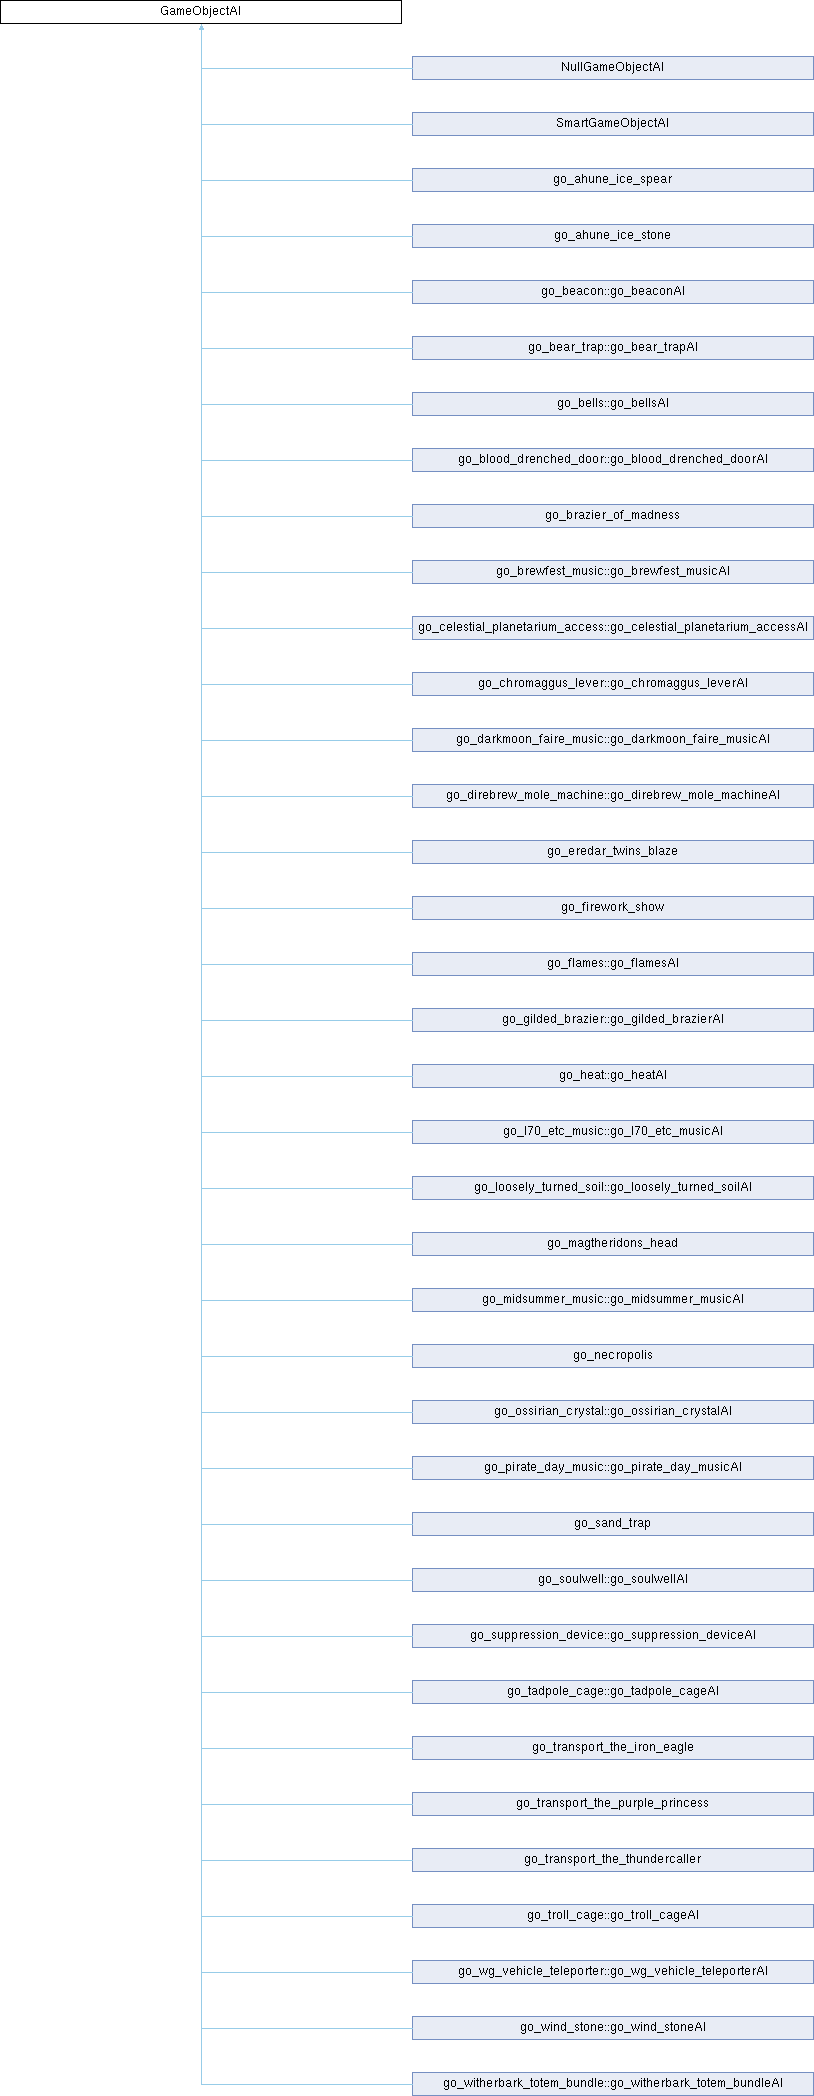 GameObjectAI
NullGameObjectAI
SmartGameObjectAI
go_ahune_ice_spear
go_ahune_ice_stone
go_beacon::go_beaconAI
go_bear_trap::go_bear_trapAI
go_bells::go_bellsAI
go_blood_drenched_door::go_blood_drenched_doorAI
go_brazier_of_madness
go_brewfest_music::go_brewfest_musicAI
go_celestial_planetarium_access::go_celestial_planetarium_accessAI
go_chromaggus_lever::go_chromaggus_leverAI
go_darkmoon_faire_music::go_darkmoon_faire_musicAI
go_direbrew_mole_machine::go_direbrew_mole_machineAI
go_eredar_twins_blaze
go_firework_show
go_flames::go_flamesAI
go_gilded_brazier::go_gilded_brazierAI
go_heat::go_heatAI
go_l70_etc_music::go_l70_etc_musicAI
go_loosely_turned_soil::go_loosely_turned_soilAI
go_magtheridons_head
go_midsummer_music::go_midsummer_musicAI
go_necropolis
go_ossirian_crystal::go_ossirian_crystalAI
go_pirate_day_music::go_pirate_day_musicAI
go_sand_trap
go_soulwell::go_soulwellAI
go_suppression_device::go_suppression_deviceAI
go_tadpole_cage::go_tadpole_cageAI
go_transport_the_iron_eagle
go_transport_the_purple_princess
go_transport_the_thundercaller
go_troll_cage::go_troll_cageAI
go_wg_vehicle_teleporter::go_wg_vehicle_teleporterAI
go_wind_stone::go_wind_stoneAI
go_witherbark_totem_bundle::go_witherbark_totem_bundleAI